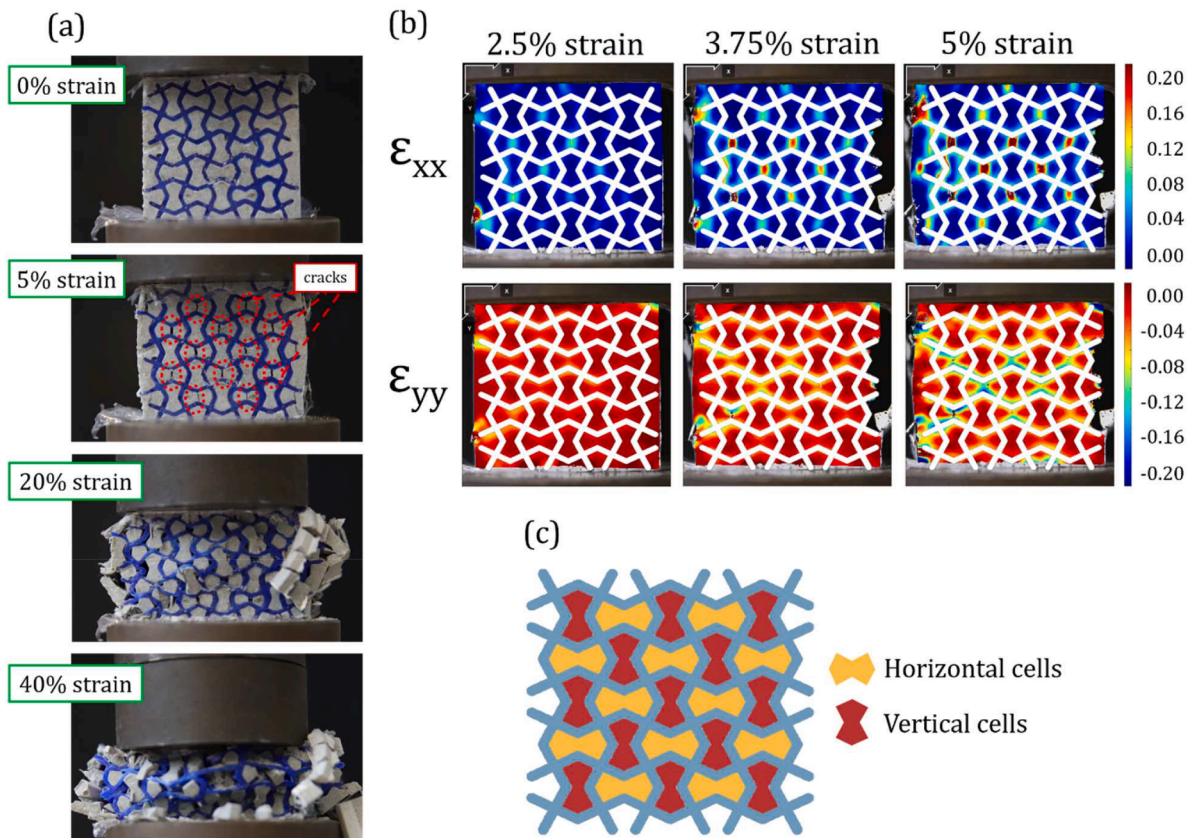 (a)
0% strain
5% strain
cracks
20% strain
40% strain
(b)
2.5% strain
3.75% strain
5% strain
εxx
x
Y
x
x
0.20
0.16
0.12
0.08
0.04
0.00
εyy
x
Y
x
x
0.00
-0.04
-0.08
-0.12
-0.16
-0.20
(c)
Horizontal cells
Vertical cells